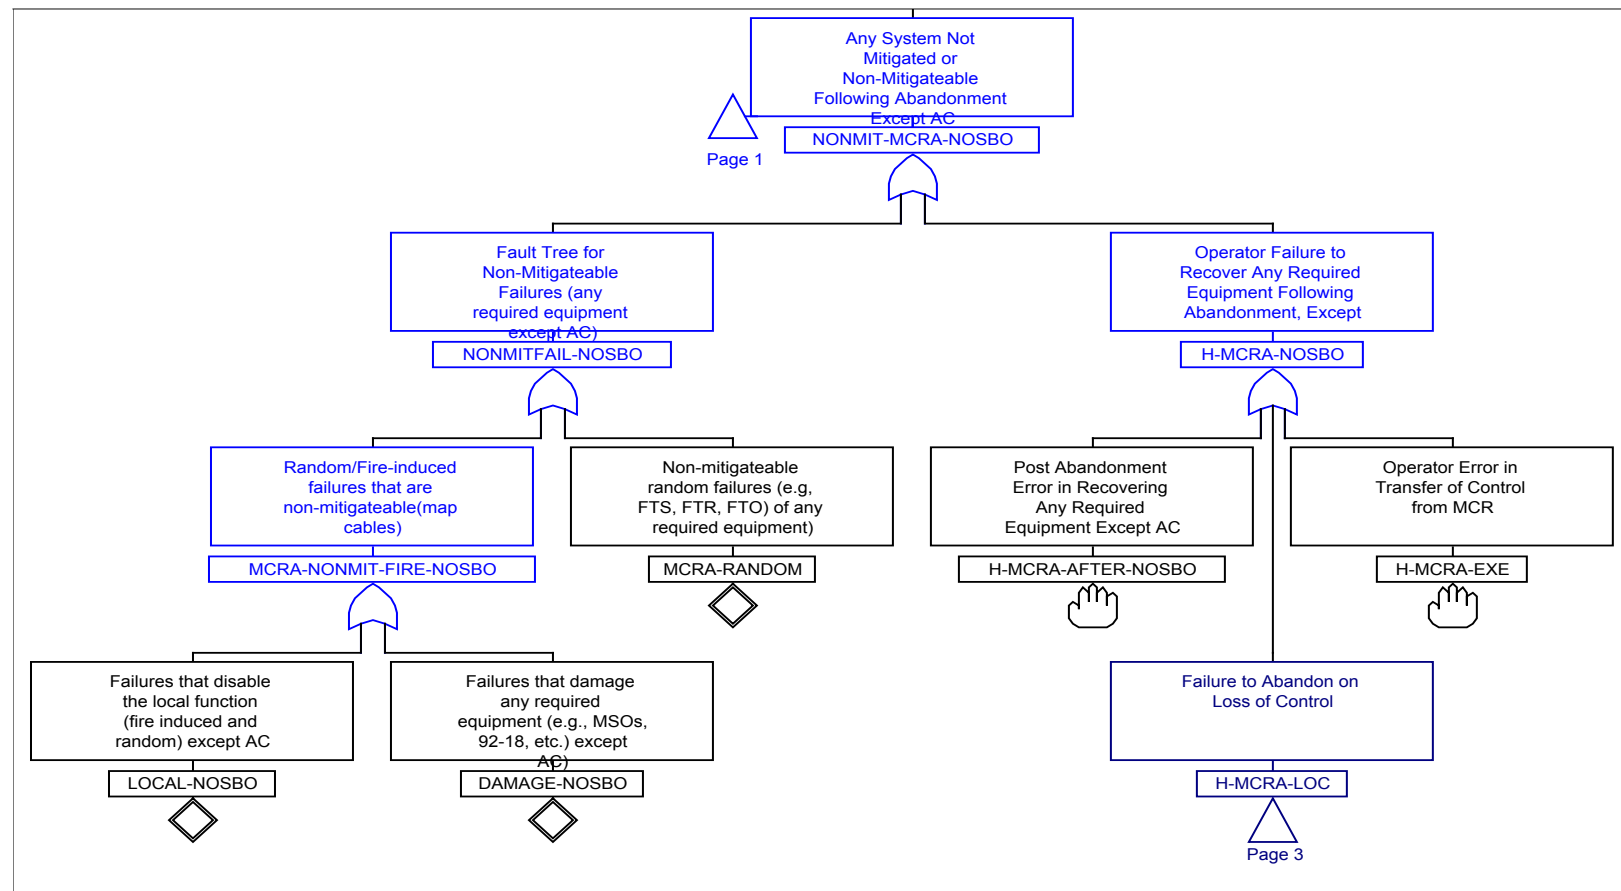 Any System Not
Mitigated or
Non-Mitigateable
Following Abandonment
Except AC
NONMIT-MCRA-NOSBO
Page 1
Fault Tree for
Non-Mitigateable
Failures (any
required equipment
except AC)
NONMITFAIL-NOSBO
Operator Failure to
Recover Any Required
Equipment Following
Abandonment, Except
H-MCRA-NOSBO
Random/Fire-induced
failures that are
non-mitigateable(map
cables)
MCRA-NONMIT-FIRE-NOSBO
Non-mitigateable
random failures (e.g,
FTS, FTR, FTO) of any
required equipment)
MCRA-RANDOM
Post Abandonment
Error in Recovering
Any Required
Equipment Except AC
H-MCRA-AFTER-NOSBO
Operator Error in
Transfer of Control
from MCR
H-MCRA-EXE
Failures that disable
the local function
(fire induced and
random) except AC
LOCAL-NOSBO
Failures that damage
any required
equipment (e.g., MSOs,
92-18, etc.) except
AC)
DAMAGE-NOSBO
Failure to Abandon on
Loss of Control
H-MCRA-LOC
Page 3